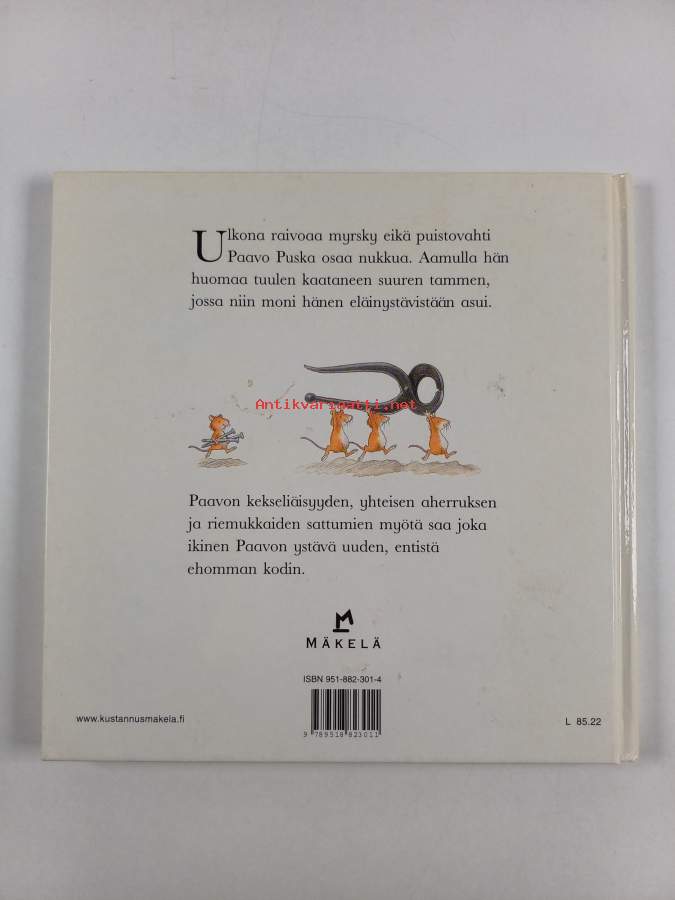 Ulkona raivoaa myrsky eikä puistovahti
Paavo Puska osaa nukkua. Aamulla hän
huomaa tuulen kaataneen suuren tammen,
jossa niin moni hänen eläinystävistään asui.
Antikvariaatti.net
Paavon kekseliäisyyden, yhteisen aherruksen
ja riemukkaiden sattumien myötä saa joka
ikinen Paavon ystävä uuden, entistä
ehomman kodin.
MÄKELÄ
ISBN 951-882-301-4
www.kustannusmakela.fi
L 85.22
9 789518 823011